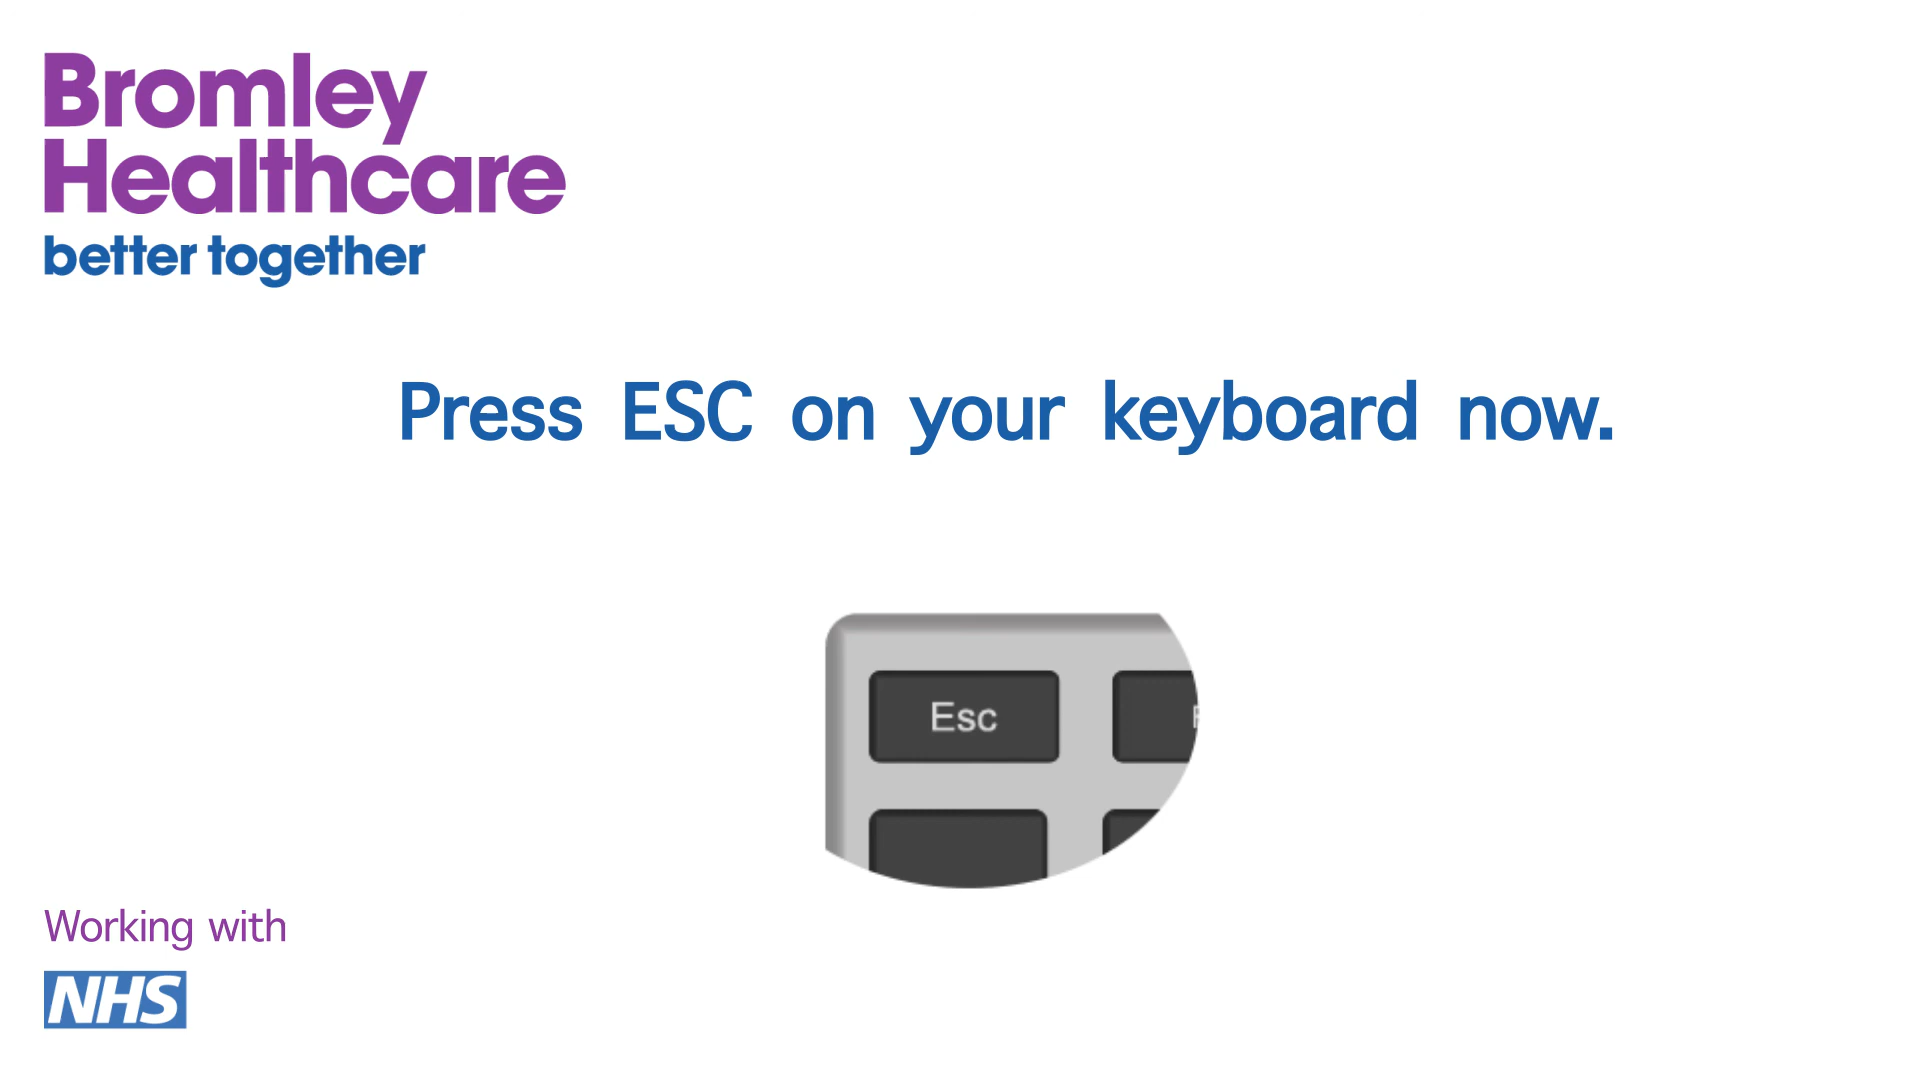 Bromley
Healthcare
better together
Press ESC on your keyboard now.
Esc
Working with
NHS